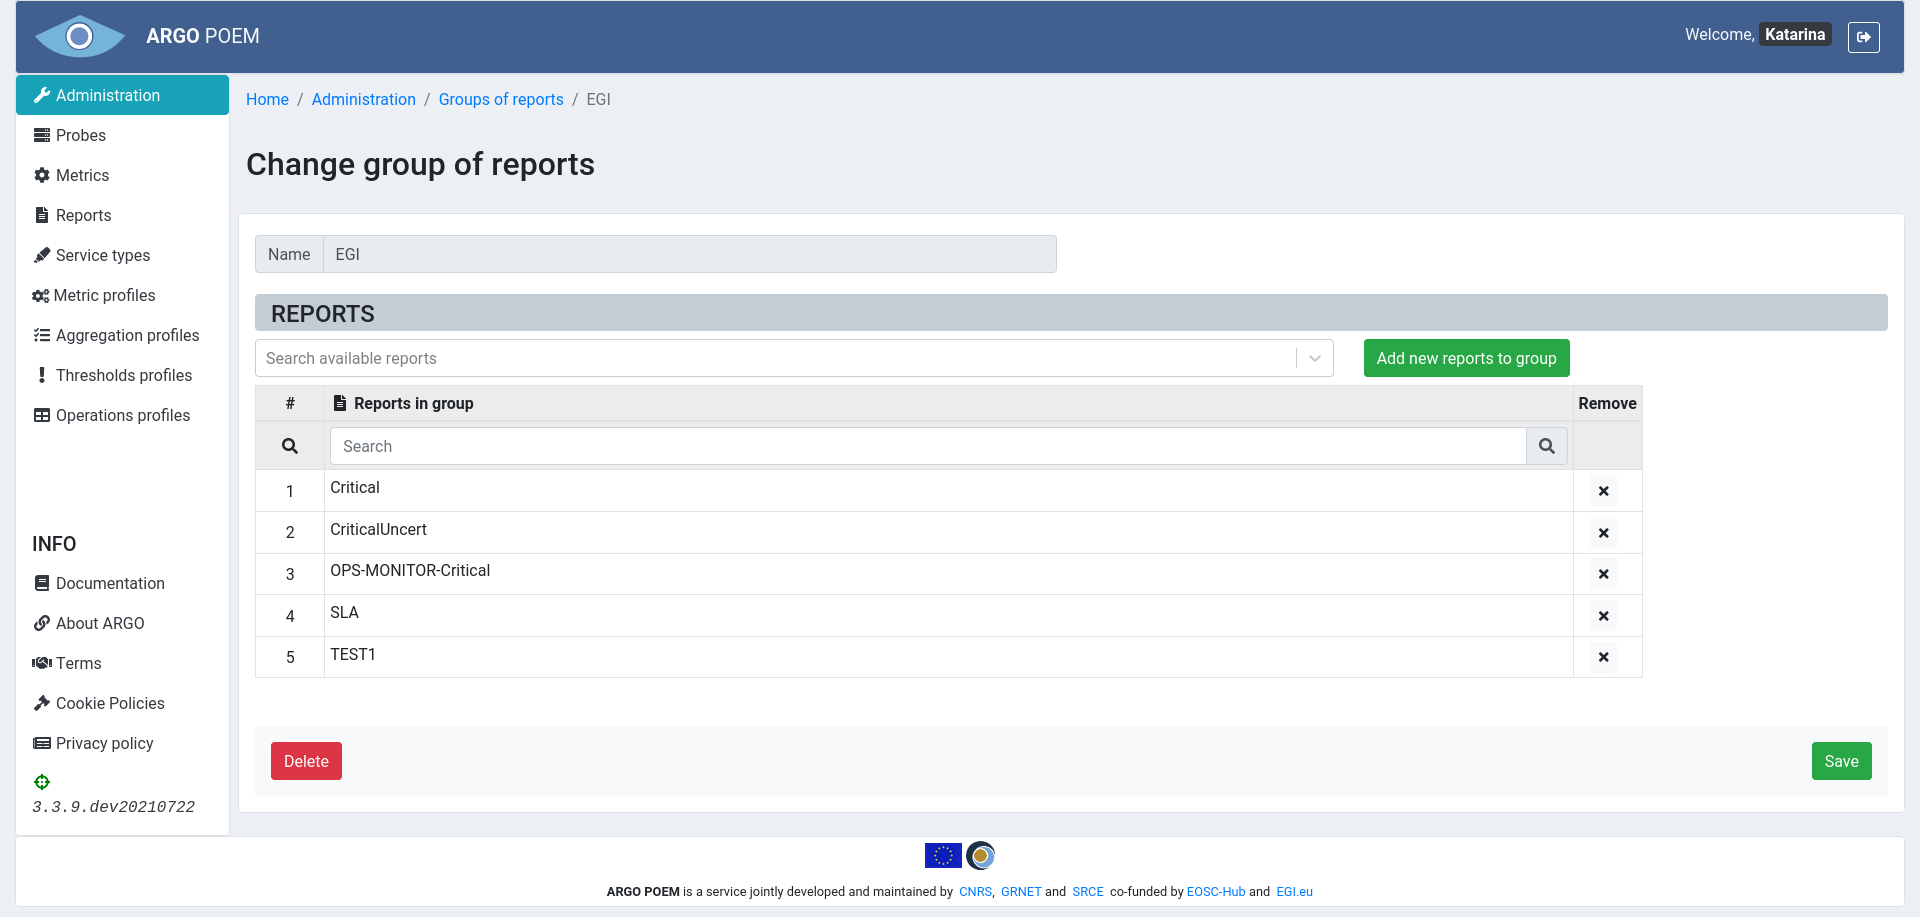 ARGO POEM
Welcome, Katarina
Administration
Probes
Metrics
Reports
Service types
Metric profiles
Aggregation profiles
Thresholds profiles
Operations profiles
INFO
Documentation
About ARGO
Terms
Cookie Policies
Privacy policy
3.3.9.dev20210722
Home / Administration / Groups of reports / EGI
Change group of reports
Name EGI
REPORTS
Search available reports
Add new reports to group
# Reports in group Remove
Search
1 Critical
2 CriticalUncert
3 OPS-MONITOR-Critical
4 SLA
5 TEST1
Delete
Save
ARGO POEM is a service jointly developed and maintained by CNRS, GRNET and SRCE co-funded by EOSC-Hub and EGI.eu